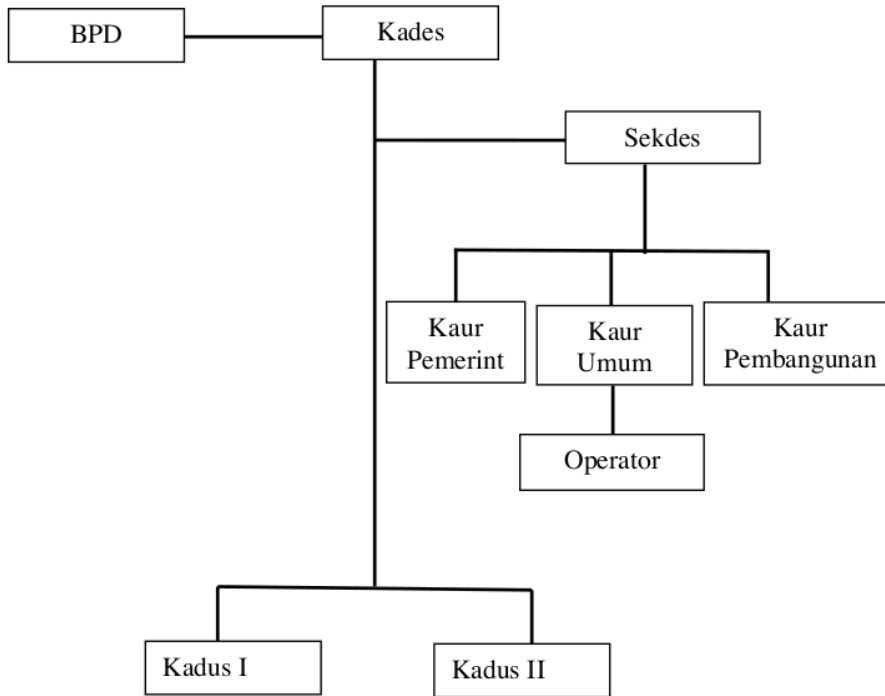 BPD
Kades
Sekdes
Kaur
Pemerint
Kaur
Umum
Kaur
Pembangunan
Operator
Kadus I
Kadus II